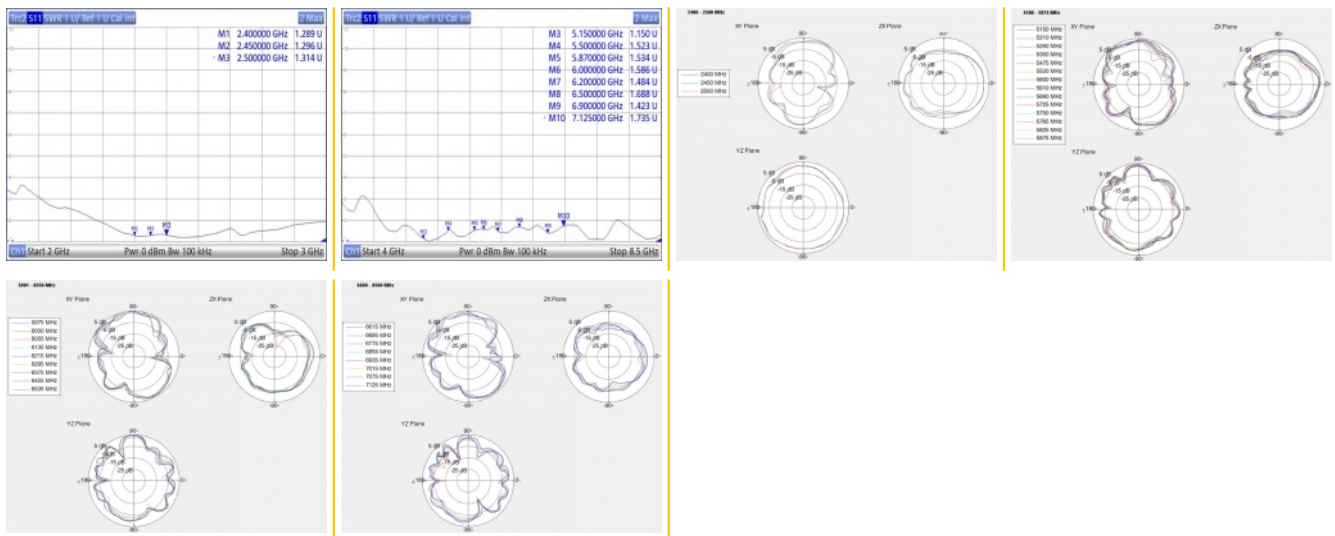 Trc2 S11 SWR 1 U/ Ref 1 U Cal int 2 Max
M1 2.400000 GHz 1.289 U
M2 2.450000 GHz 1.296 U
M3 2.500000 GHz 1.314 U
M1 M2 M3
Ch1 Start 2 GHz Pwr 0 dBm Bw 100 kHz Stop 3 GHz
Trc2 S11 SWR 1 U/ Ref 1 U Cal int 2 Max
M3 5.150000 GHz 1.150 U
M4 5.500000 GHz 1.523 U
M5 5.870000 GHz 1.534 U
M6 6.000000 GHz 1.586 U
M7 6.200000 GHz 1.484 U
M8 6.500000 GHz 1.688 U
M9 6.900000 GHz 1.423 U
M10 7.125000 GHz 1.735 U
M10
Ch1 Start 4 GHz Pwr 0 dBm Bw 100 kHz Stop 8.5 GHz
2400 - 2500 MHz
XY Plane
ZX Plane
2400 MHz
2450 MHz
2500 MHz
YZ Plane
XY Plane
ZX Plane
5150 MHz
5210 MHz
5290 MHz
5350 MHz
5475 MHz
5530 MHz
5600 MHz
5610 MHz
5690 MHz
5725 MHz
5750 MHz
5785 MHz
5825 MHz
5875 MHz
YZ Plane
XY Plane
ZX Plane
6135 MHz
6215 MHz
6295 MHz
6375 MHz
6455 MHz
6535 MHz
YZ Plane
XY Plane
ZX Plane
6615 MHz
6695 MHz
6775 MHz
6855 MHz
6935 MHz
7015 MHz
7075 MHz
7125 MHz
YZ Plane